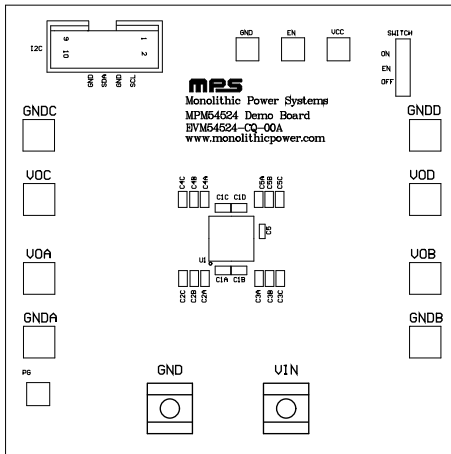 GND EN VCC SWITCH
I2C 9 1
10 2
ON
EN
OFF
GND SDA GND SCL
MPS
Monolithic Power Systems
MPM54524 Demo Board
EVM54524-CQ-00A
www.monolithicpower.com
GNDC GNDD
VOC VOD
C4C C4B C4A C5A C5B C5C
C1C C1D
C6
U1
VOA VOB
C1A C1B
C2C C2B C2A C3A C3B C3C
GNDA GNDB
PG
GND VIN